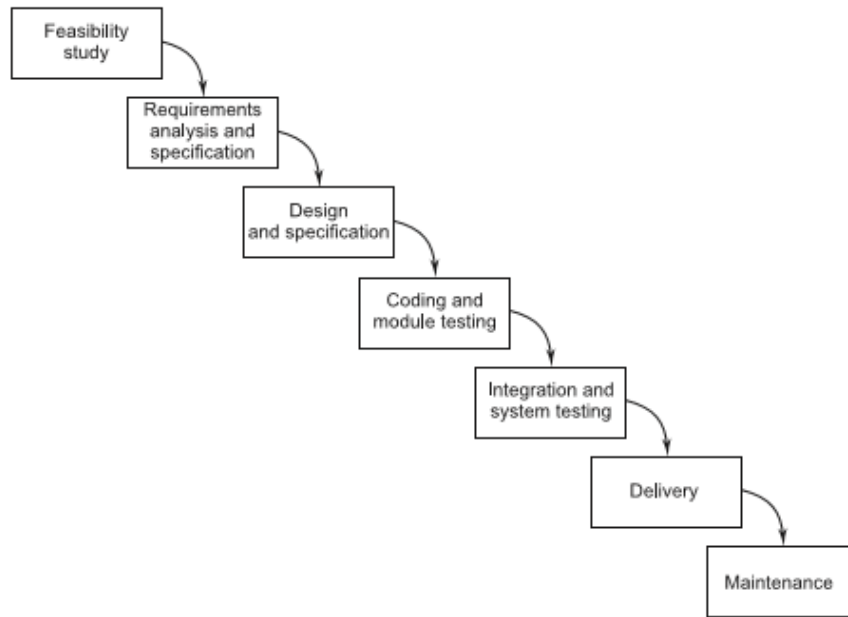 Feasibility
study
Requirements
analysis and
specification
Design
and specification
Coding and
module testing
Integration and
system testing
Delivery
Maintenance